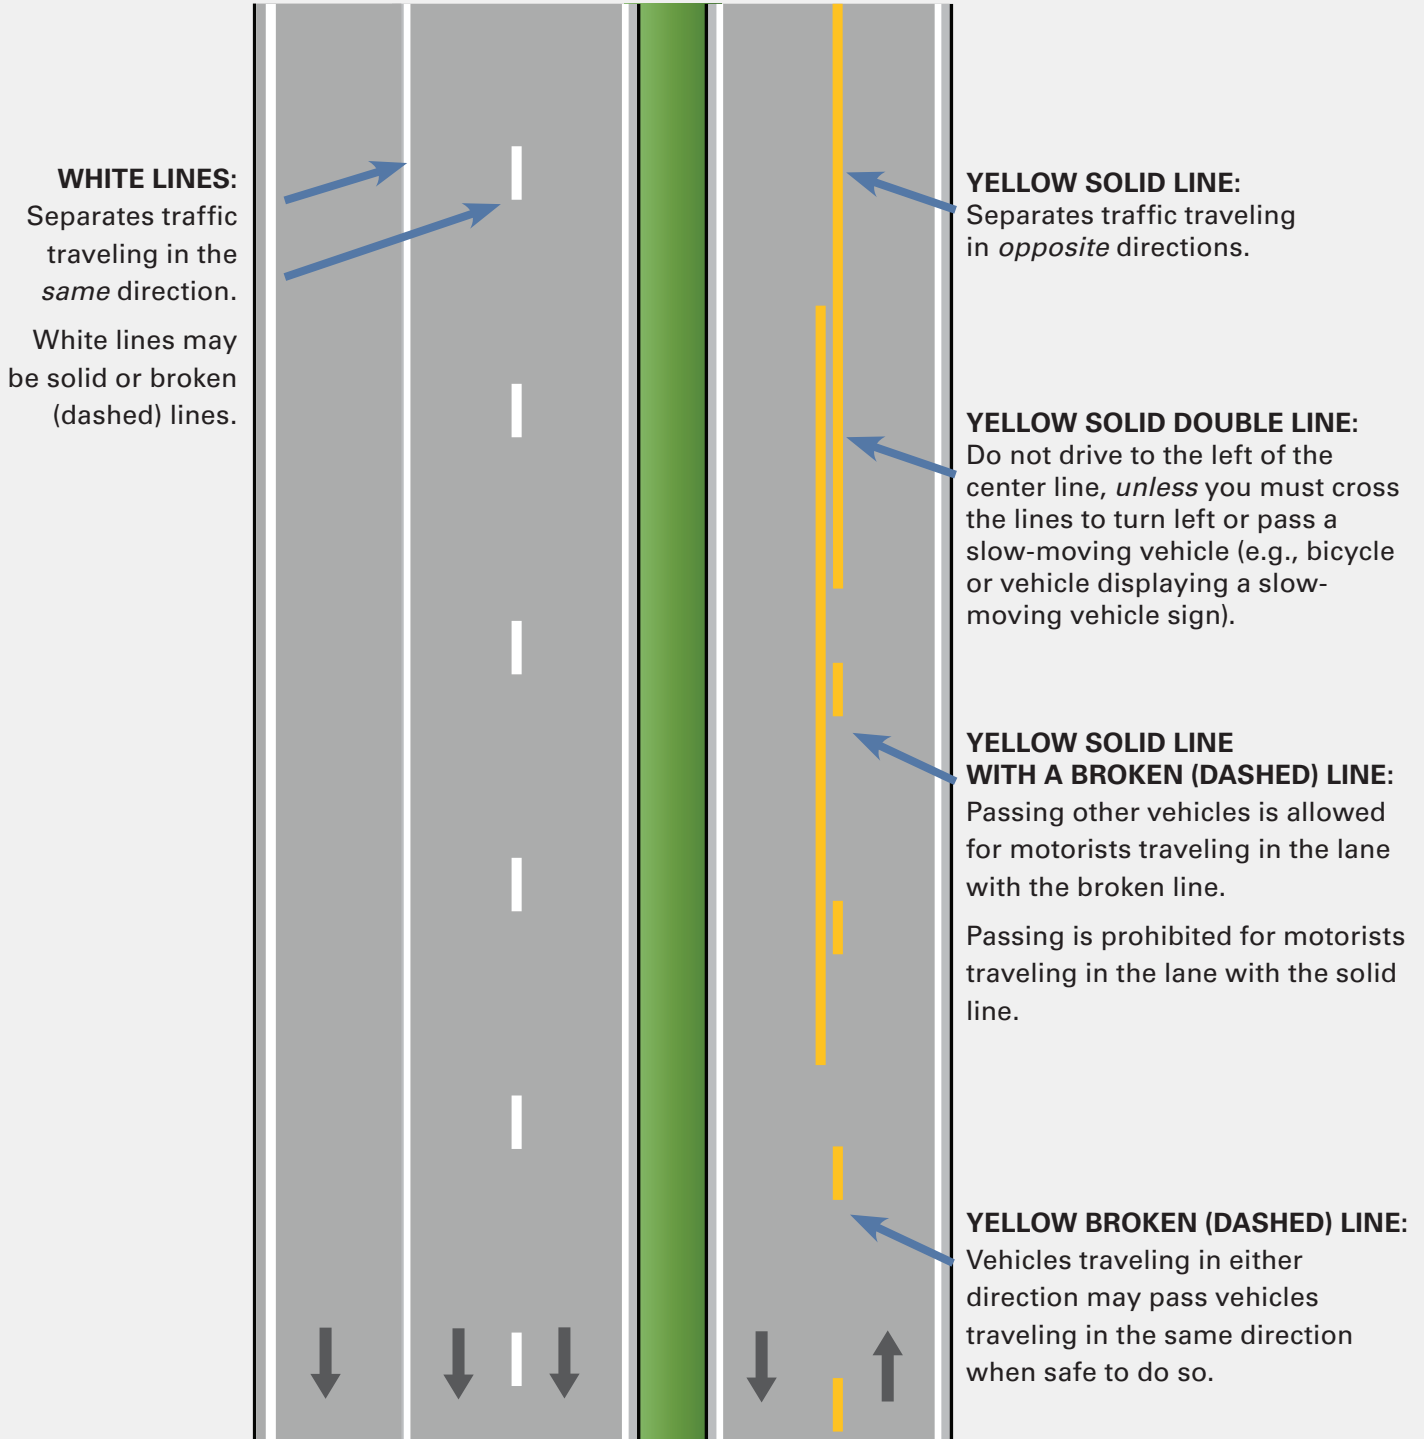 WHITE LINES:
Separates traffic
traveling in the
same direction.
White lines may
be solid or broken
(dashed) lines.
YELLOW SOLID LINE:
Separates traffic traveling
in opposite directions.
YELLOW SOLID DOUBLE LINE:
Do not drive to the left of the
center line, unless you must cross
the lines to turn left or pass a
slow-moving vehicle (e.g., bicycle
or vehicle displaying a slow-
moving vehicle sign).
YELLOW SOLID LINE
WITH A BROKEN (DASHED) LINE:
Passing other vehicles is allowed
for motorists traveling in the lane
with the broken line.
Passing is prohibited for motorists
traveling in the lane with the solid
line.
YELLOW BROKEN (DASHED) LINE:
Vehicles traveling in either
direction may pass vehicles
traveling in the same direction
when safe to do so.